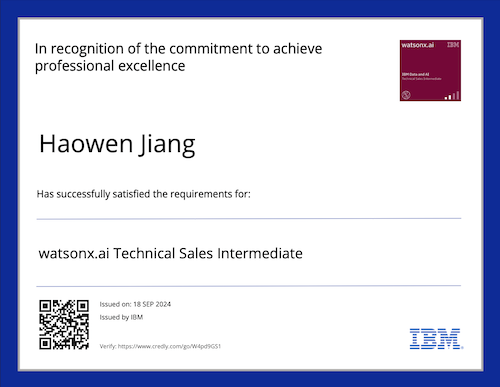 In recognition of the commitment to achieve
professional excellence
watsonx.ai IBM
IBM Data and AI
Technical Sales Intermediate
Haowen Jiang
Has successfully satisfied the requirements for:
watsonx.ai Technical Sales Intermediate
Issued on: 18 SEP 2024
Issued by IBM
Verify: https://www.credly.com/go/W4pd9GS1
IBM